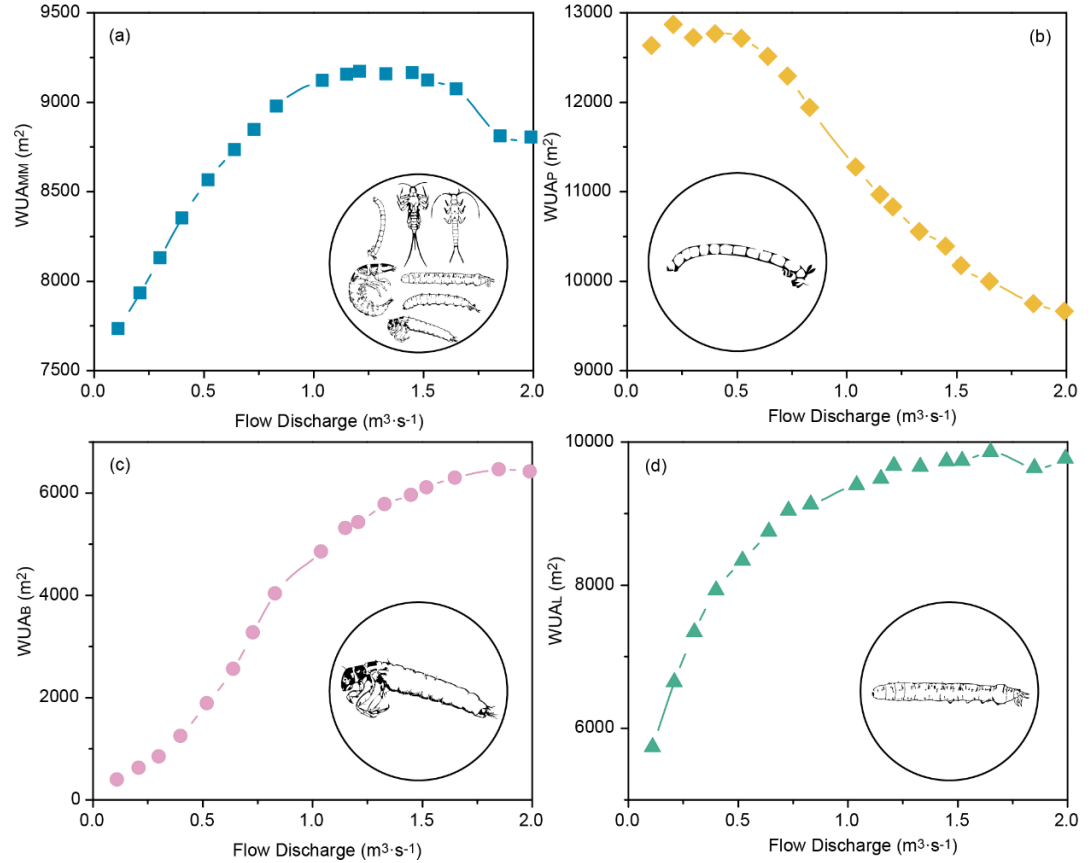 (a)
WUAMM (m²)
9000
8500
8000
7500
0.0 0.5 1.0 1.5 2.0
Flow Discharge (m³·s-1)
(b)
WUAP (m²)
13000
12000
11000
10000
9000
0.0 0.5 1.0 1.5 2.0
Flow Discharge (m³·s-1)
(c)
WUAB (m²)
6000
4000
2000
0
0.0 0.5 1.0 1.5 2.0
Flow Discharge (m³·s-1)
(d)
WUAL (m²)
10000
8000
6000
0.0 0.5 1.0 1.5 2.0
Flow Discharge (m³·s-1)